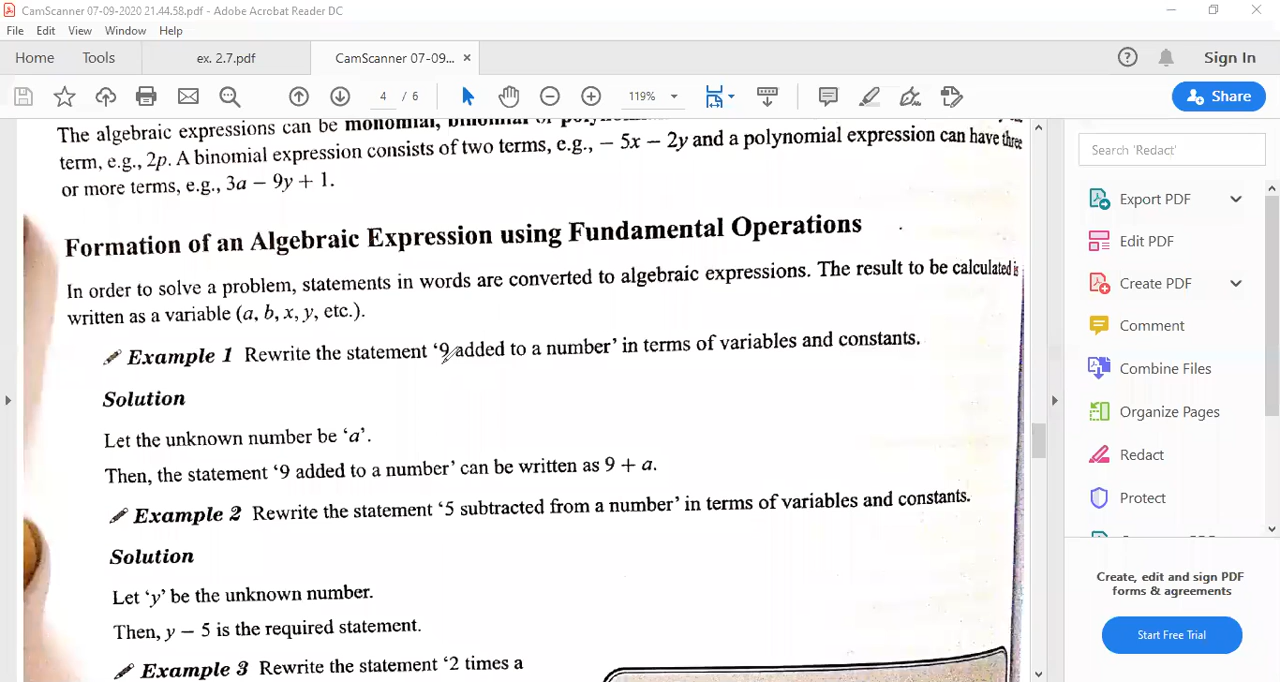 CamScanner 07-09-2020 21.44.58.pdf - Adobe Acrobat Reader DC
File Edit View Window Help
Home Tools ex. 2.7.pdf CamScanner 07-09... × Sign In
4 / 6 119% Share
The algebraic expressions can be monomial, binomial or
term, e.g., 2p. A binomial expression consists of two terms, e.g., − 5x − 2y and a polynomial expression can have three
or more terms, e.g., 3a − 9y + 1.
Formation of an Algebraic Expression using Fundamental Operations
In order to solve a problem, statements in words are converted to algebraic expressions. The result to be calculated is
written as a variable (a, b, x, y, etc.).
Example 1 Rewrite the statement ‘9 added to a number’ in terms of variables and constants.
Solution
Let the unknown number be ‘a’.
Then, the statement ‘9 added to a number’ can be written as 9 + a.
Example 2 Rewrite the statement ‘5 subtracted from a number’ in terms of variables and constants.
Solution
Let ‘y’ be the unknown number.
Then, y − 5 is the required statement.
Example 3 Rewrite the statement ‘2 times a
Search 'Redact'
Export PDF
Edit PDF
Create PDF
Comment
Combine Files
Organize Pages
Redact
Protect
Create, edit and sign PDF
forms & agreements
Start Free Trial